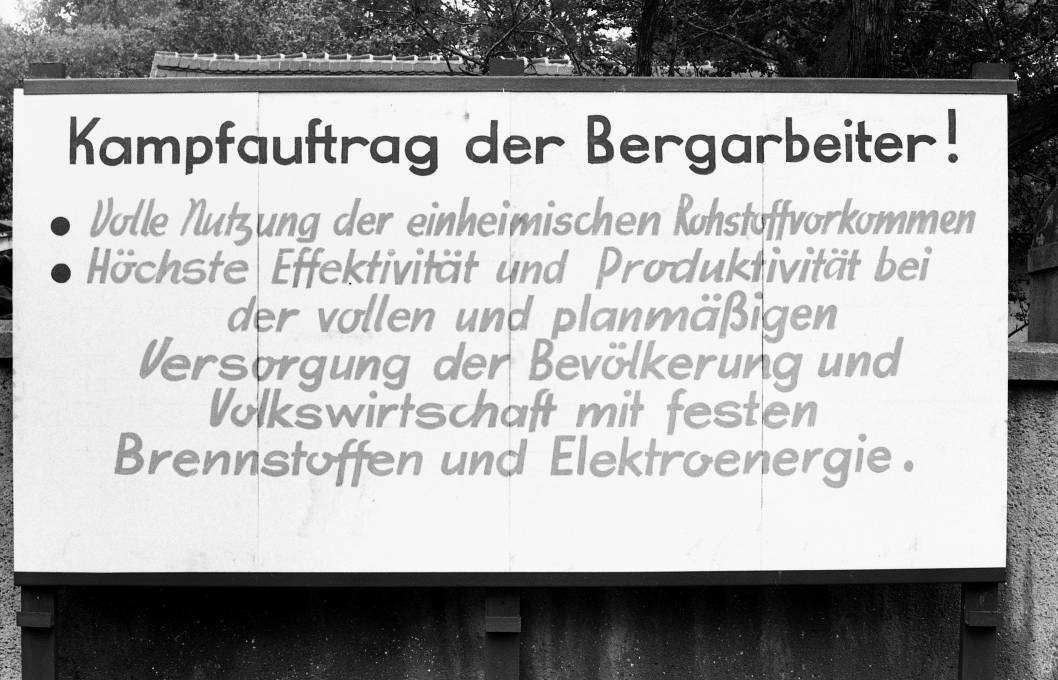 Kampfauftrag der Bergarbeiter!
• Volle Nutzung der einheimischen Rohstoffvorkommen
• Höchste Effektivität und Produktivität bei
der vollen und planmäßigen
Versorgung der Bevölkerung und
Volkswirtschaft mit festen
Brennstoffen und Elektroenergie.